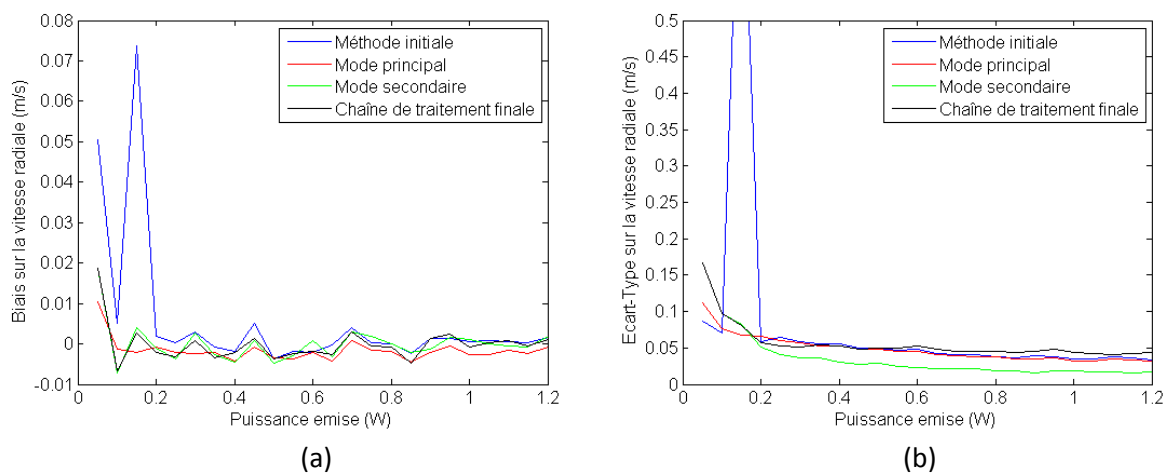 0.08
0.07
0.06
0.05
0.04
0.03
0.02
0.01
0
-0.01
0
0.2
0.4
0.6
0.8
1
1.2
Biais sur la vitesse radiale (m/s)
Puissance emise (W)
Méthode initiale
Mode principal
Mode secondaire
Chaîne de traitement finale
(a)
0.5
0.45
0.4
0.35
0.3
0.25
0.2
0.15
0.1
0.05
0
0
0.2
0.4
0.6
0.8
1
1.2
Ecart-Type sur la vitesse radiale (m/s)
Puissance emise (W)
Méthode initiale
Mode principal
Mode secondaire
Chaîne de traitement finale
(b)